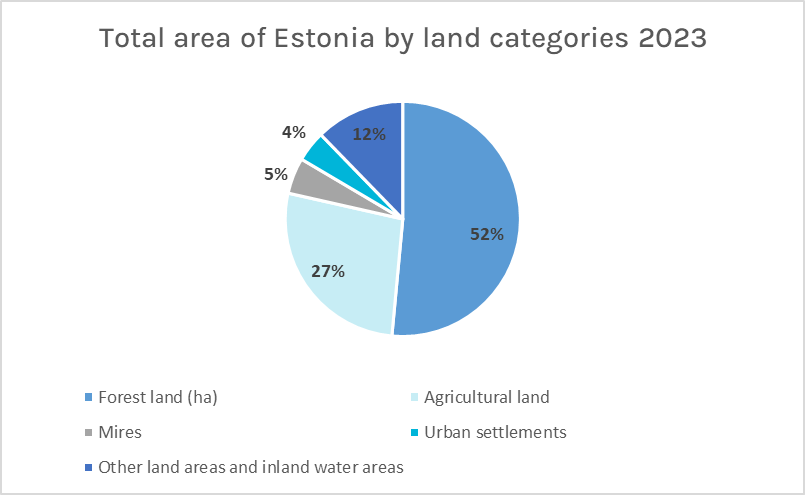 Total area of Estonia by land categories 2023
12%
4%
5%
52%
27%
Forest land (ha)
Agricultural land
Mires
Urban settlements
Other land areas and inland water areas